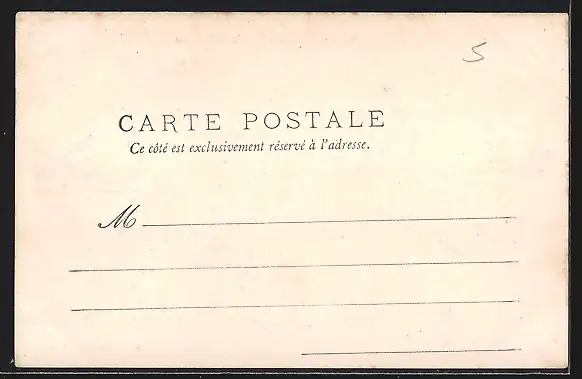 5
CARTE POSTALE
Ce côté est exclusivement réservé à l'adresse.
M